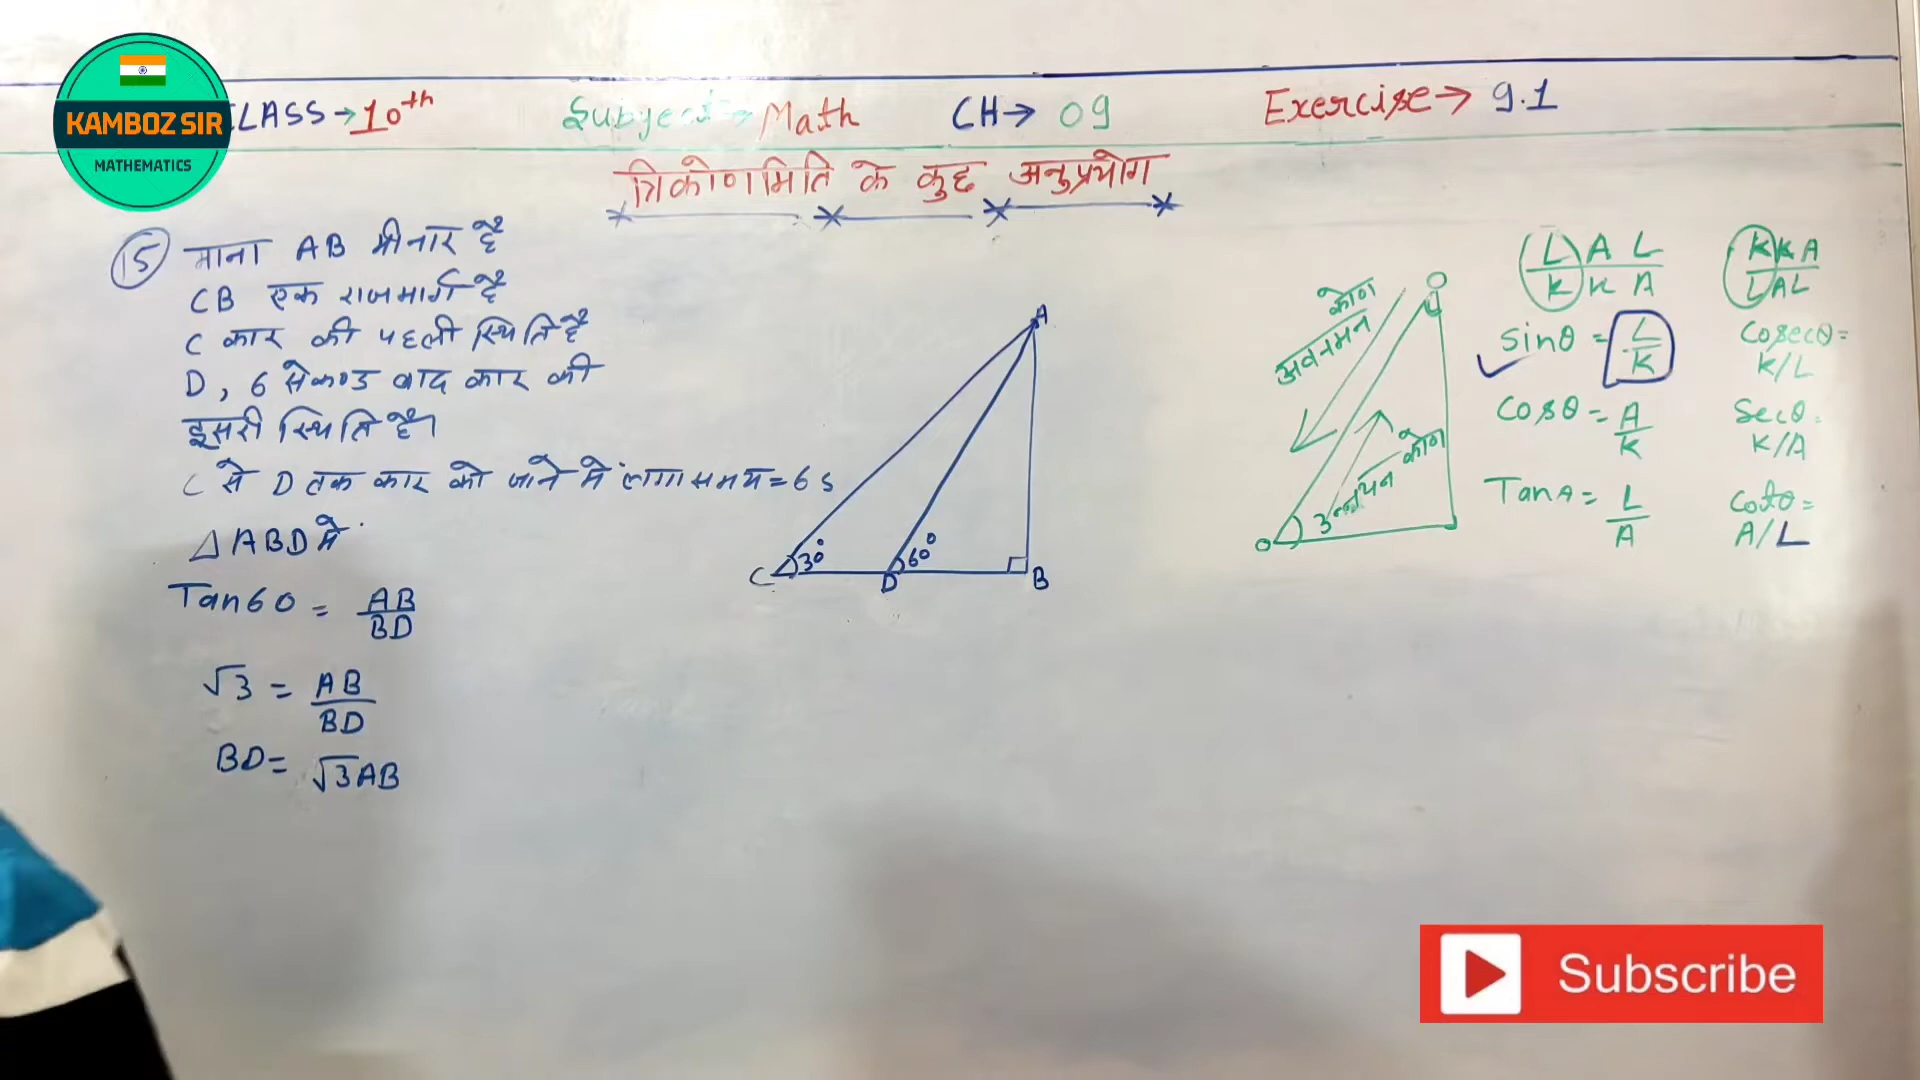 KAMBOZ SIR
MATHEMATICS
CLASS → 10th Subject → Math CH → 09 Exercise → 9.1
त्रिकोणमिति के कुछ अनुप्रयोग
15 माना AB मीनार है
CB एक राजमार्ग है
C कार की पहली स्थिति है
D, 6 सेकण्ड बाद कार की
दूसरी स्थिति है।
C से D तक कार को जाने में लगा समय = 6 s
△ ABD में
Tan60 = AB/BD
√3 = AB/BD
BD = √3AB
A
C 30° D 60° B
अवनमन कोण
उन्नयन कोण
L A L
K K A
K K A
L A L
sinθ = L/K
cosecθ = K/L
cosθ = A/K
Secθ = K/A
TanA = L/A
Cotθ = A/L
Subscribe